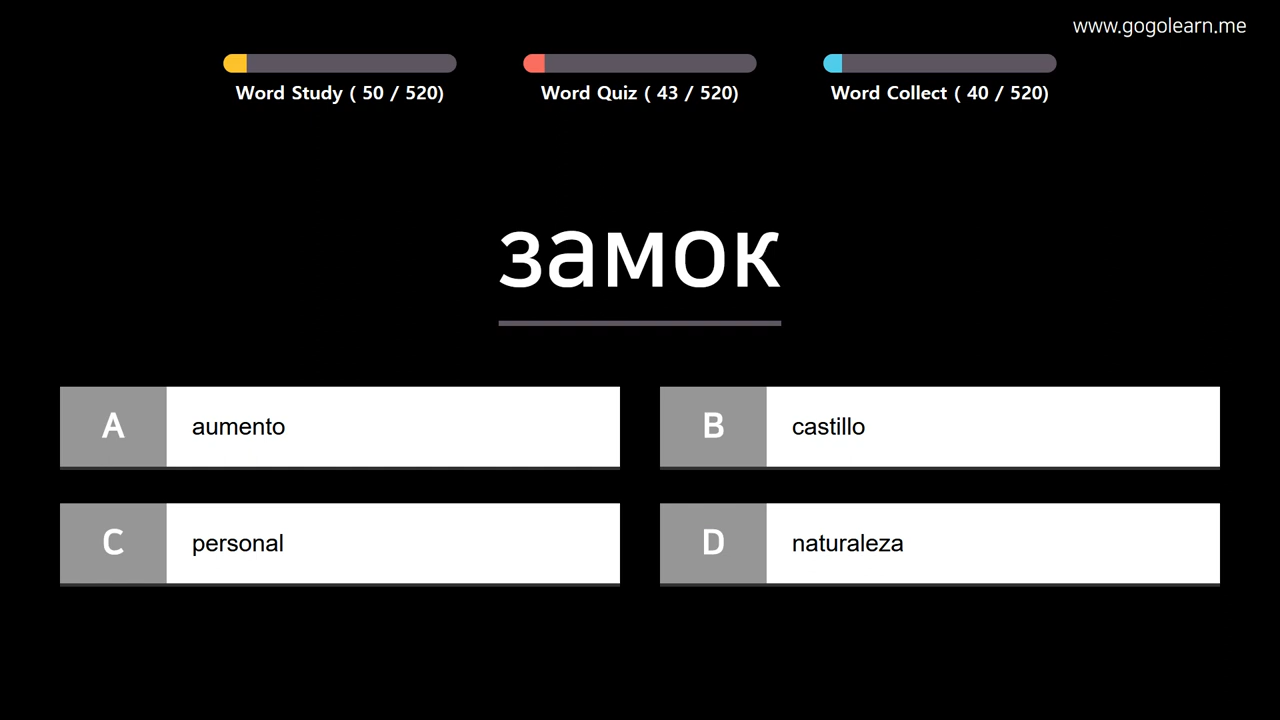 www.gogolearn.me
Word Study ( 50 / 520)
Word Quiz ( 43 / 520)
Word Collect ( 40 / 520)
замок
A aumento
B castillo
C personal
D naturaleza